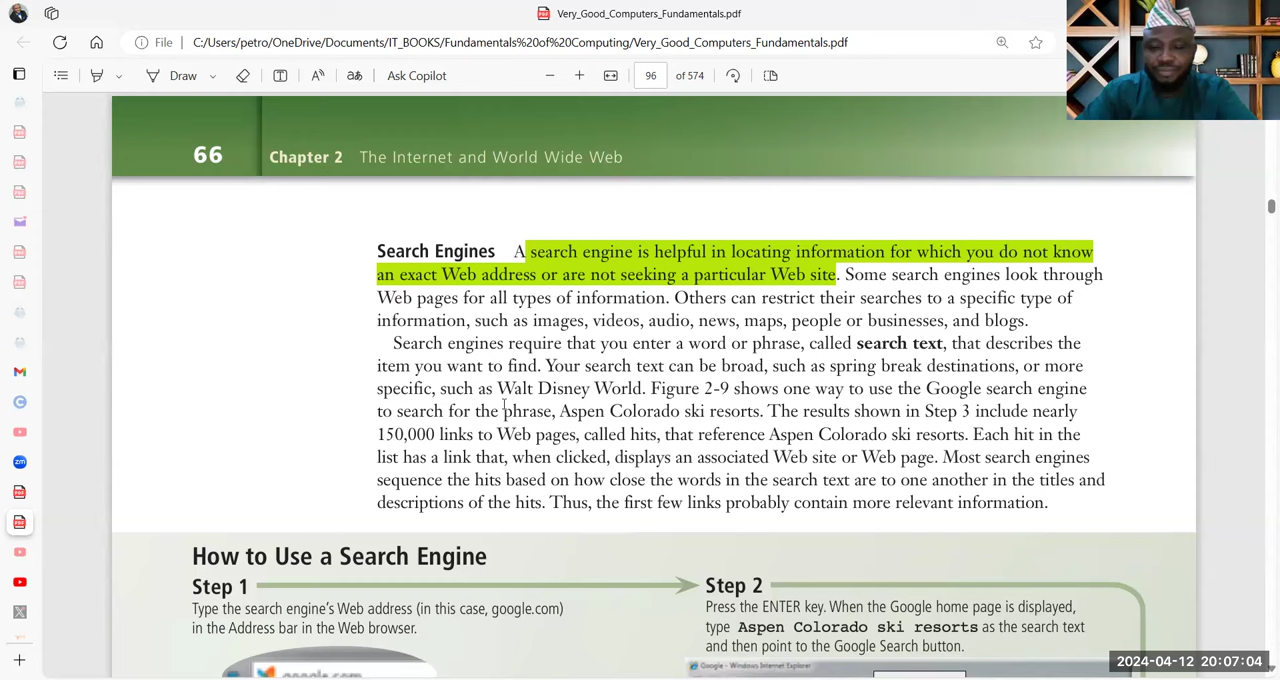 Very_Good_Computers_Fundamentals.pdf
File
C:/Users/petro/OneDrive/Documents/IT_BOOKS/Fundamentals%20of%20Computing/Very_Good_Computers_Fundamentals.pdf
Draw
Ask Copilot
96 of 574
66 Chapter 2 The Internet and World Wide Web
Search Engines A search engine is helpful in locating information for which you do not know
an exact Web address or are not seeking a particular Web site. Some search engines look through
Web pages for all types of information. Others can restrict their searches to a specific type of
information, such as images, videos, audio, news, maps, people or businesses, and blogs.
Search engines require that you enter a word or phrase, called search text, that describes the
item you want to find. Your search text can be broad, such as spring break destinations, or more
specific, such as Walt Disney World. Figure 2-9 shows one way to use the Google search engine
to search for the phrase, Aspen Colorado ski resorts. The results shown in Step 3 include nearly
150,000 links to Web pages, called hits, that reference Aspen Colorado ski resorts. Each hit in the
list has a link that, when clicked, displays an associated Web site or Web page. Most search engines
sequence the hits based on how close the words in the search text are to one another in the titles and
descriptions of the hits. Thus, the first few links probably contain more relevant information.
How to Use a Search Engine
Step 1
Type the search engine's Web address (in this case, google.com)
in the Address bar in the Web browser.
google.com
Step 2
Press the ENTER key. When the Google home page is displayed,
type Aspen Colorado ski resorts as the search text
and then point to the Google Search button.
Google - Windows Internet Explorer
2024-04-12 20:07:04